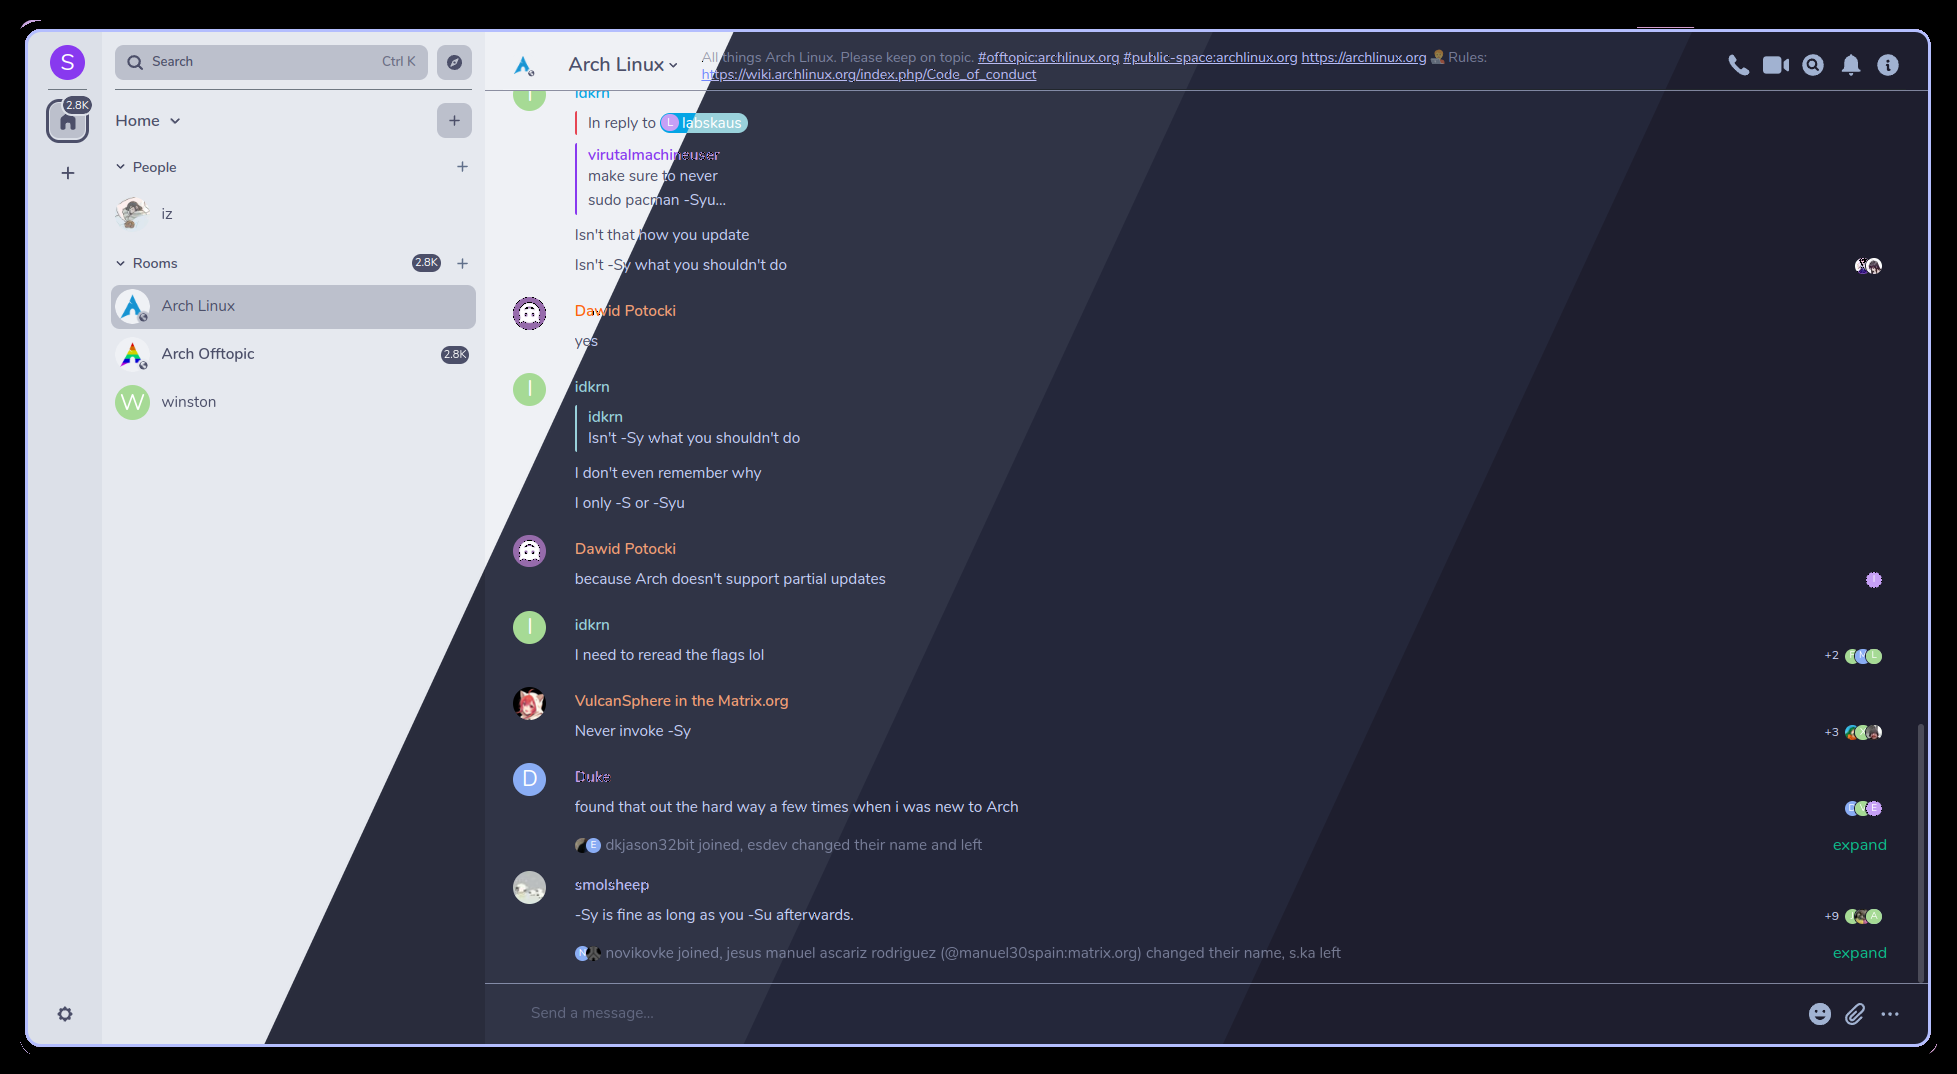 S
2.8K
Search
Ctrl K
Home
People
iz
Rooms
2.8K
Arch Linux
Arch Offtopic
2.8K
W
winston
Arch Linux
All things Arch Linux. Please keep on topic. #offtopic:archlinux.org #public-space:archlinux.org https://archlinux.org Rules:
https://wiki.archlinux.org/index.php/Code_of_conduct
I
idkrn
In reply to L labskaus
virutalmachineuser
make sure to never
sudo pacman -Syu...
Isn't that how you update
Isn't -Sy what you shouldn't do
Dawid Potocki
yes
I
idkrn
idkrn
Isn't -Sy what you shouldn't do
I don't even remember why
I only -S or -Syu
Dawid Potocki
because Arch doesn't support partial updates
I
I
idkrn
I need to reread the flags lol
+2
VulcanSphere in the Matrix.org
Never invoke -Sy
+3
D
Duke
found that out the hard way a few times when i was new to Arch
E
E
dkjason32bit joined, esdev changed their name and left
expand
smolsheep
-Sy is fine as long as you -Su afterwards.
+9
A
N
novikovke joined, jesus manuel ascariz rodriguez (@manuel30spain:matrix.org) changed their name, s.ka left
expand
Send a message...